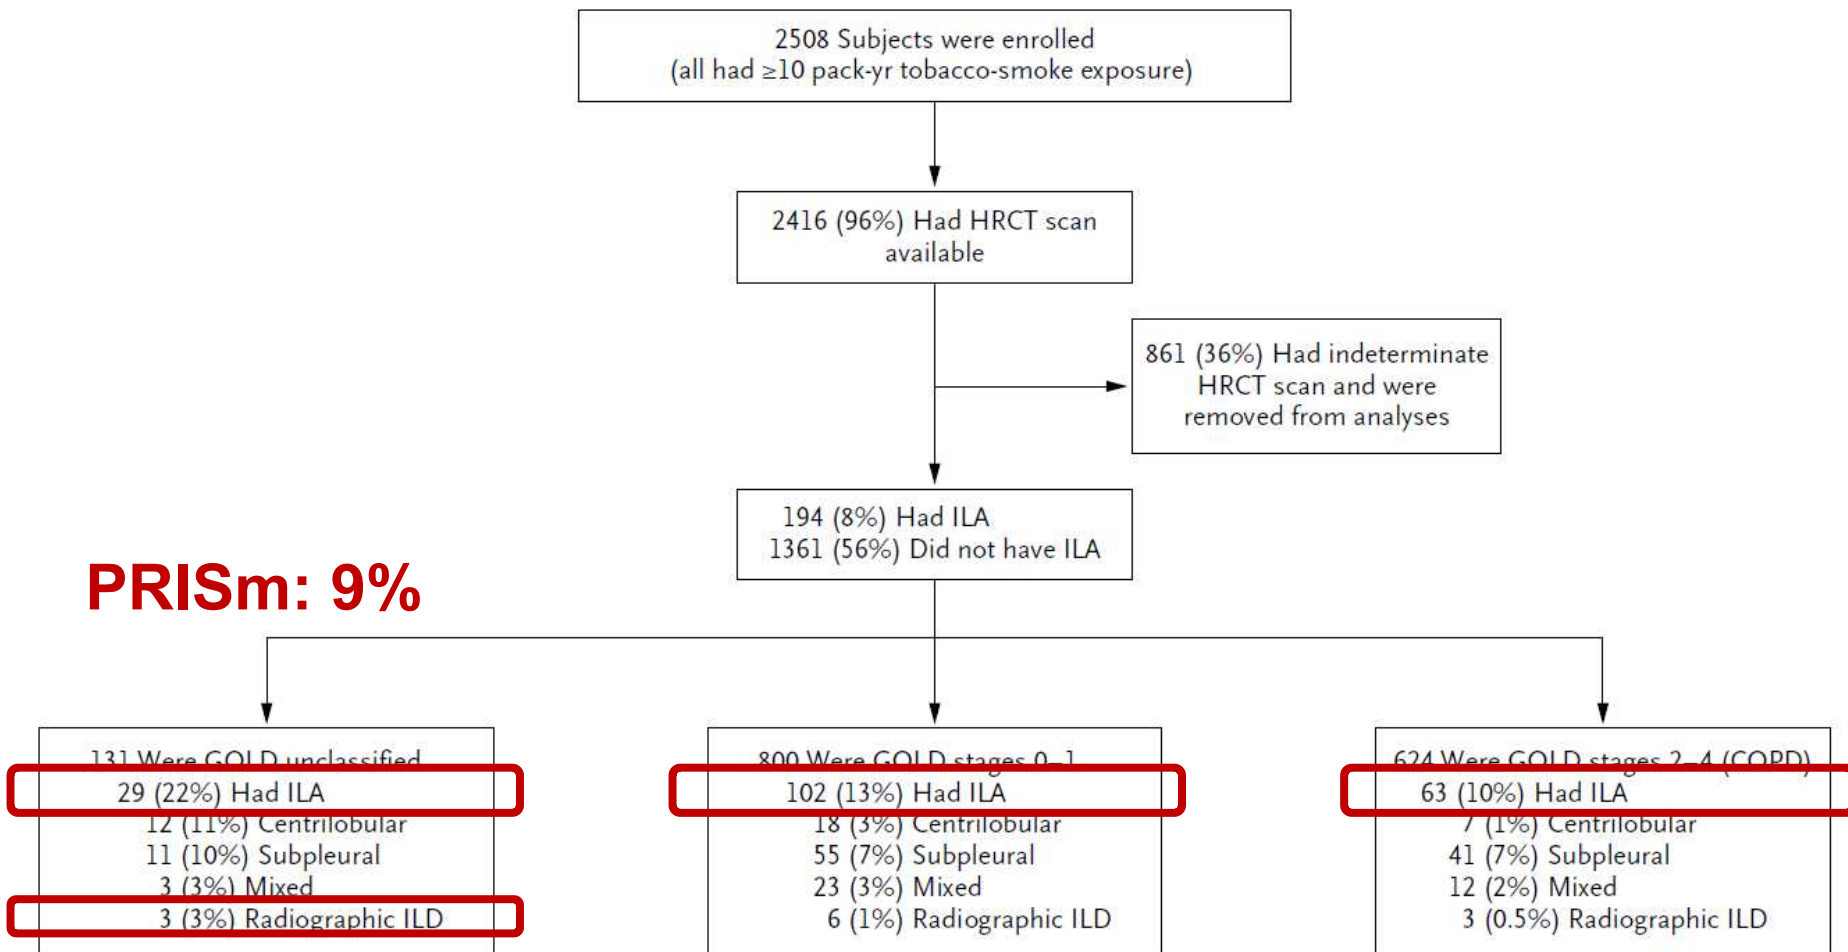 2508 Subjects were enrolled
(all had ≥10 pack-yr tobacco-smoke exposure)
2416 (96%) Had HRCT scan
available
861 (36%) Had indeterminate
HRCT scan and were
removed from analyses
194 (8%) Had ILA
1361 (56%) Did not have ILA
PRISm: 9%
131 Were GOLD unclassified
29 (22%) Had ILA
12 (11%) Centrilobular
11 (10%) Subpleural
3 (3%) Mixed
3 (3%) Radiographic ILD
800 Were GOLD stages 0–1
102 (13%) Had ILA
18 (3%) Centrilobular
55 (7%) Subpleural
23 (3%) Mixed
6 (1%) Radiographic ILD
624 Were GOLD stages 2–4 (COPD)
63 (10%) Had ILA
7 (1%) Centrilobular
41 (7%) Subpleural
12 (2%) Mixed
3 (0.5%) Radiographic ILD